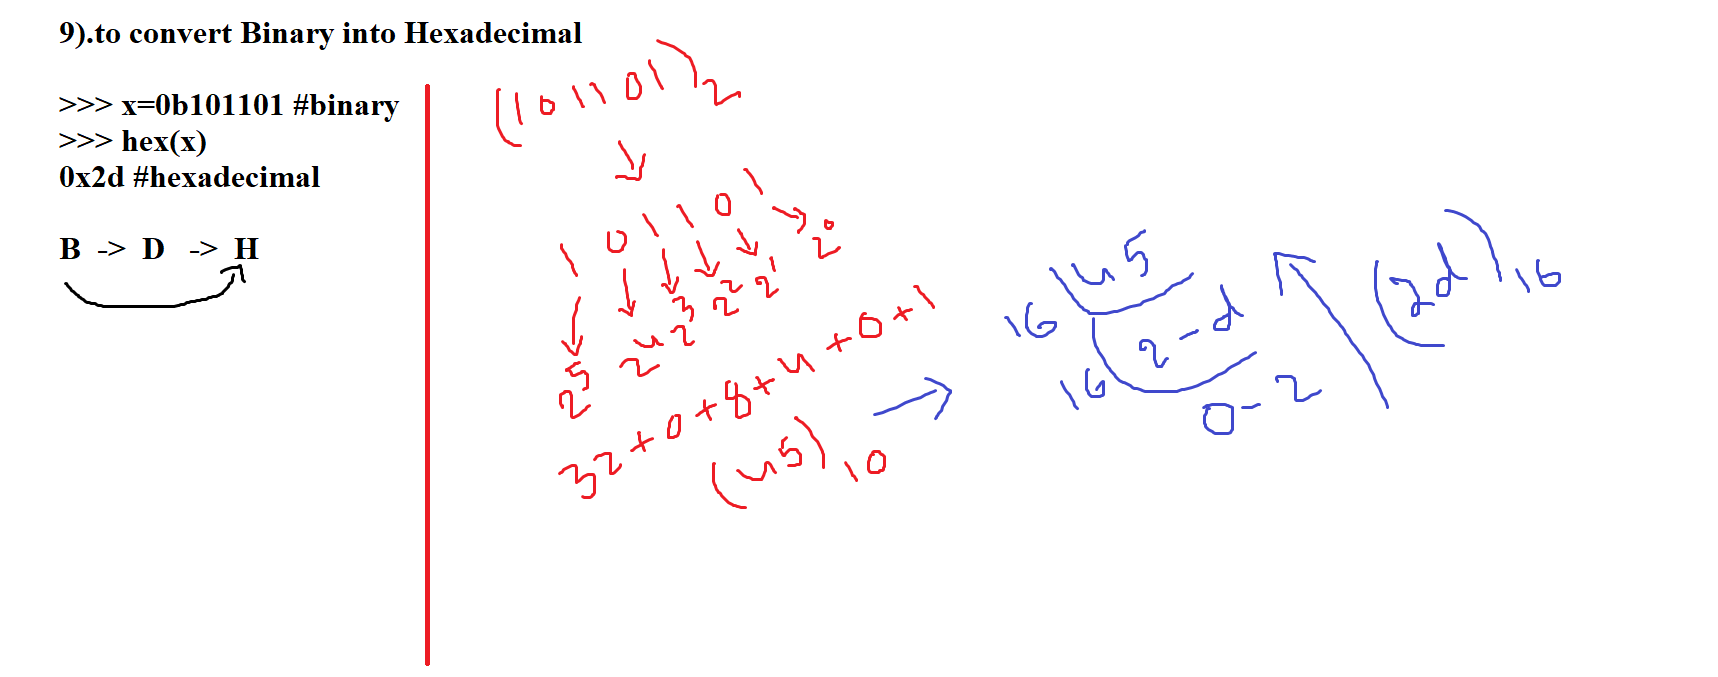 9).to convert Binary into Hexadecimal
>>> x=0b101101 #binary
>>> hex(x)
0x2d #hexadecimal
B -> D -> H
(101101)2
1 0 1 1 0 1
2^5 2^4 2^3 2^2 2^1 2^0
32+0+8+4+0+1
(45)10
16 45
16 2-d
0-2
(2d)16